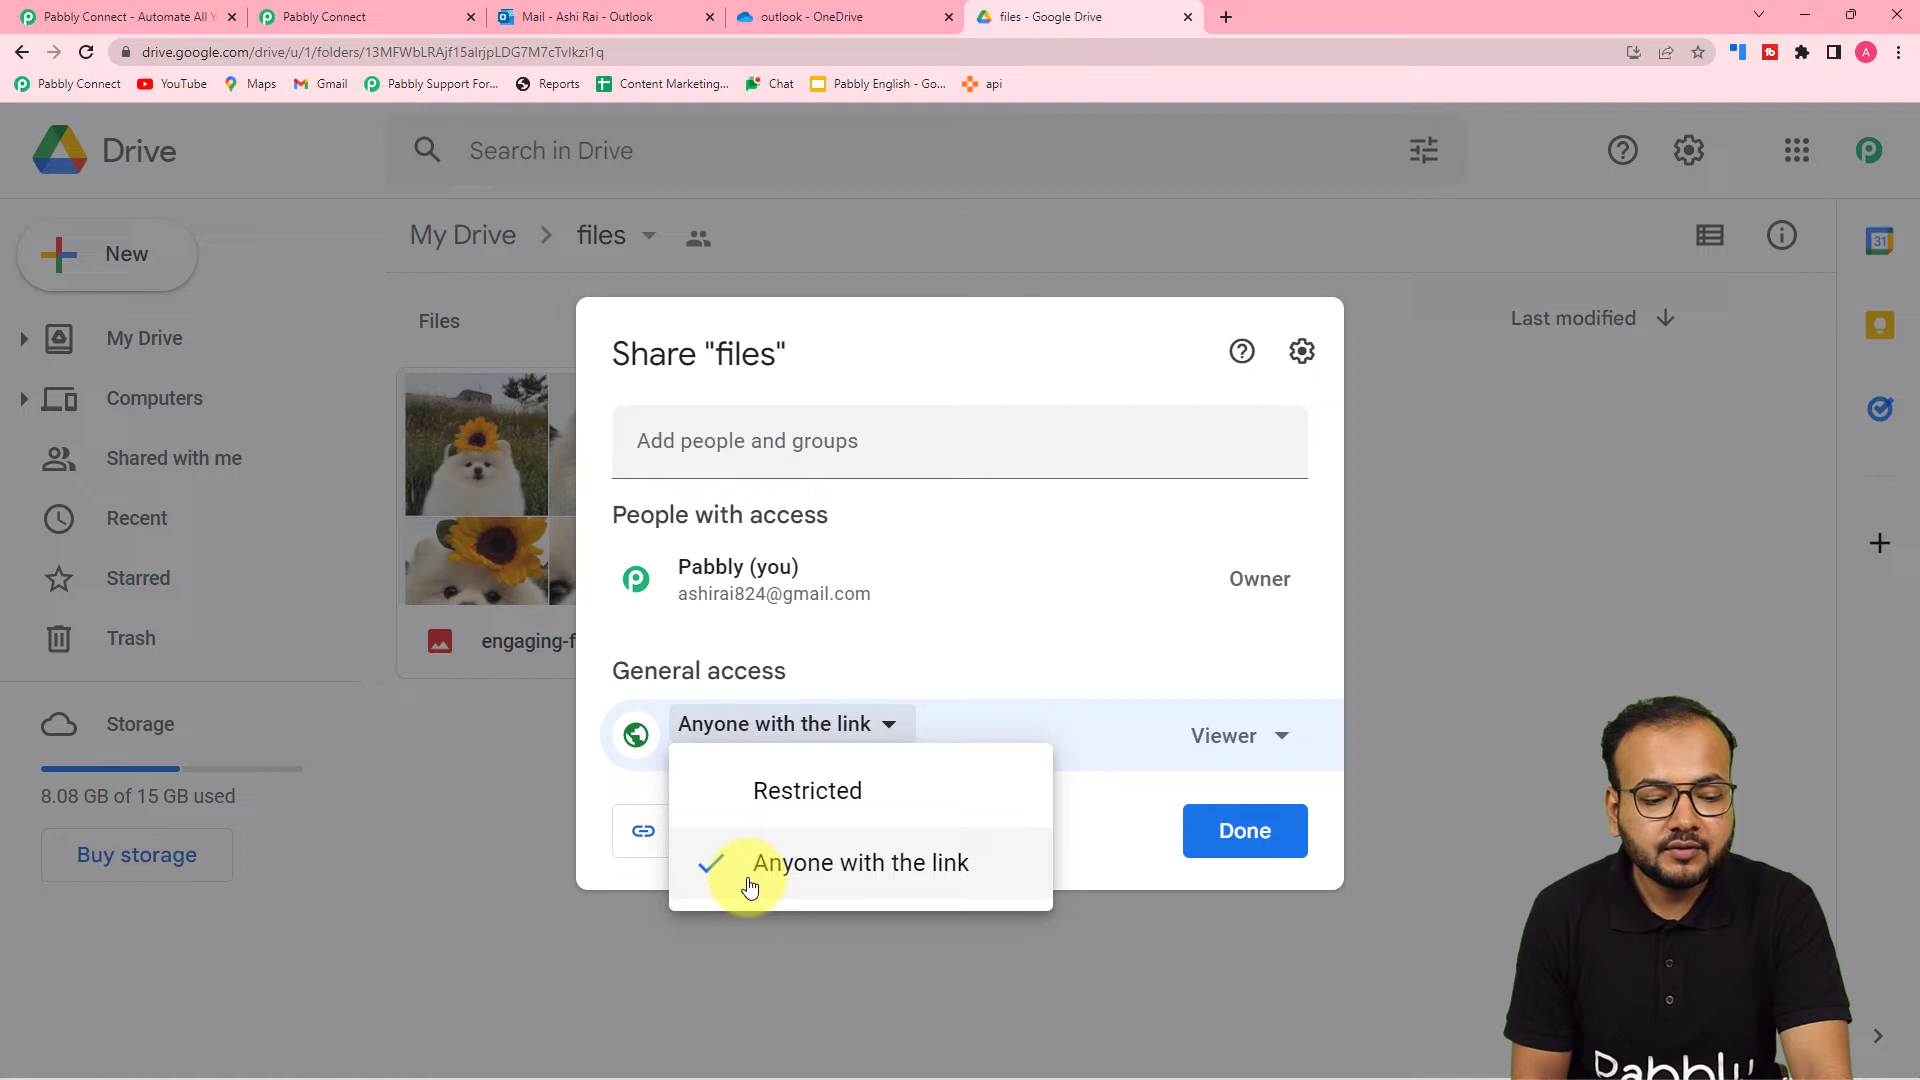 Pabbly Connect - Automate All Y
Pabbly Connect
Mail - Ashi Rai - Outlook
outlook - OneDrive
files - Google Drive
drive.google.com/drive/u/1/folders/13MFWbLRAjf15alrjpLDG7M7cTvlkzi1q
A
Pabbly Connect
YouTube
Maps
Gmail
Pabbly Support For...
Reports
Content Marketing...
Chat
Pabbly English - Go...
api
Drive
Search in Drive
New
My Drive
files
My Drive
Computers
Shared with me
Recent
Starred
Trash
Storage
8.08 GB of 15 GB used
Buy storage
Files
Last modified
31
engaging-f
Share "files"
Add people and groups
People with access
Pabbly (you)
ashirai824@gmail.com
Owner
General access
Anyone with the link
Viewer
Restricted
Anyone with the link
Done
Pabbly